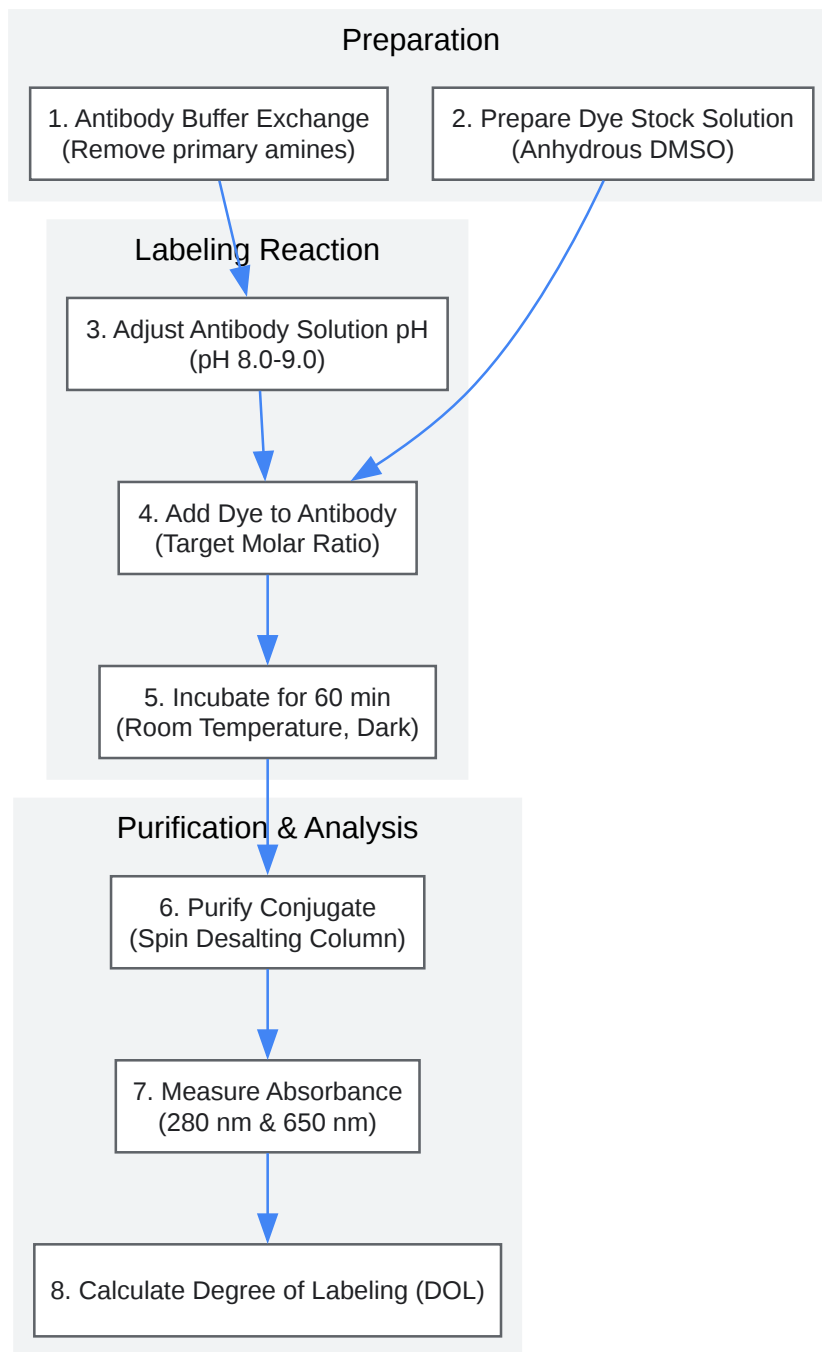 Preparation
1. Antibody Buffer Exchange
(Remove primary amines)
2. Prepare Dye Stock Solution
(Anhydrous DMSO)
Labeling Reaction
3. Adjust Antibody Solution pH
(pH 8.0-9.0)
4. Add Dye to Antibody
(Target Molar Ratio)
5. Incubate for 60 min
(Room Temperature, Dark)
Purification & Analysis
6. Purify Conjugate
(Spin Desalting Column)
7. Measure Absorbance
(280 nm & 650 nm)
8. Calculate Degree of Labeling (DOL)